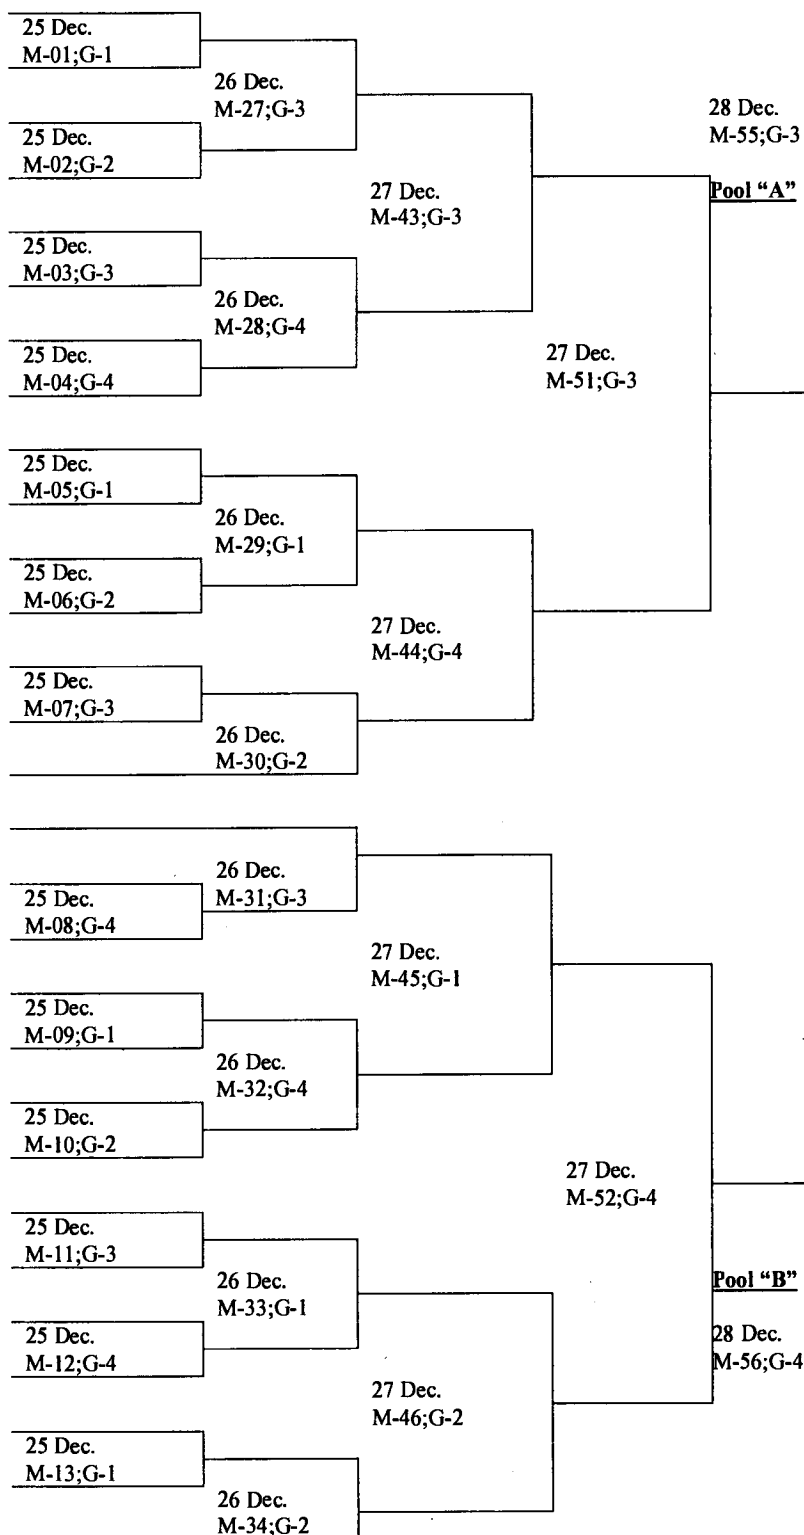 25 Dec.
M-01;G-1
26 Dec.
M-27;G-3
25 Dec.
M-02;G-2
27 Dec.
M-43;G-3
28 Dec.
M-55;G-3
Pool “A”
25 Dec.
M-03;G-3
26 Dec.
M-28;G-4
25 Dec.
M-04;G-4
27 Dec.
M-51;G-3
25 Dec.
M-05;G-1
26 Dec.
M-29;G-1
25 Dec.
M-06;G-2
27 Dec.
M-44;G-4
25 Dec.
M-07;G-3
26 Dec.
M-30;G-2
26 Dec.
M-31;G-3
25 Dec.
M-08;G-4
27 Dec.
M-45;G-1
25 Dec.
M-09;G-1
26 Dec.
M-32;G-4
25 Dec.
M-10;G-2
27 Dec.
M-52;G-4
25 Dec.
M-11;G-3
26 Dec.
M-33;G-1
Pool “B”
28 Dec.
M-56;G-4
25 Dec.
M-12;G-4
27 Dec.
M-46;G-2
25 Dec.
M-13;G-1
26 Dec.
M-34;G-2